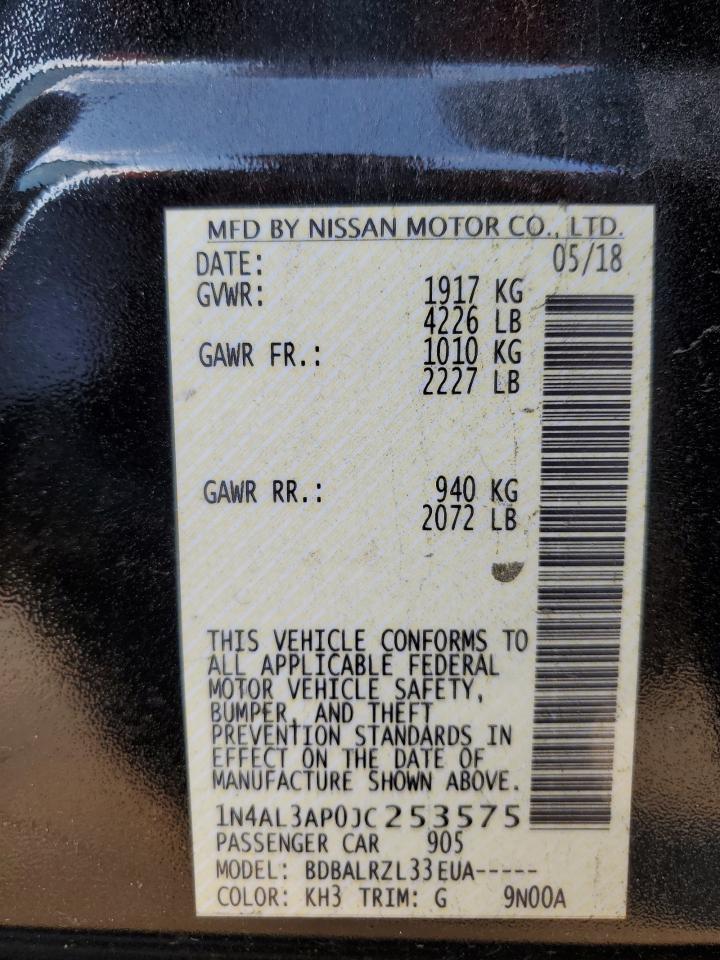 MFD BY NISSAN MOTOR CO., LTD.
DATE: 05/18
GVWR: 1917 KG
4226 LB
GAWR FR.: 1010 KG
2227 LB
GAWR RR.: 940 KG
2072 LB
THIS VEHICLE CONFORMS TO
ALL APPLICABLE FEDERAL
MOTOR VEHICLE SAFETY,
BUMPER, AND THEFT
PREVENTION STANDARDS IN
EFFECT ON THE DATE OF
MANUFACTURE SHOWN ABOVE.
1N4AL3AP0JC253575
PASSENGER CAR 905
MODEL: BDBALRZL33EUA-----
COLOR: KH3 TRIM: G 9N00A